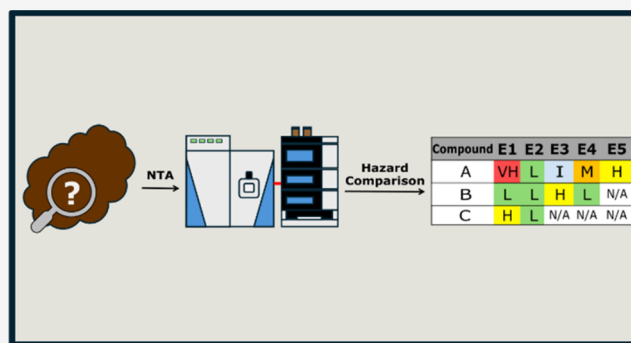 ?
NTA
Hazard
Comparison
Compound E1 E2 E3 E4 E5
A VH L I M H
B L L H L N/A
C H L N/A N/A N/A